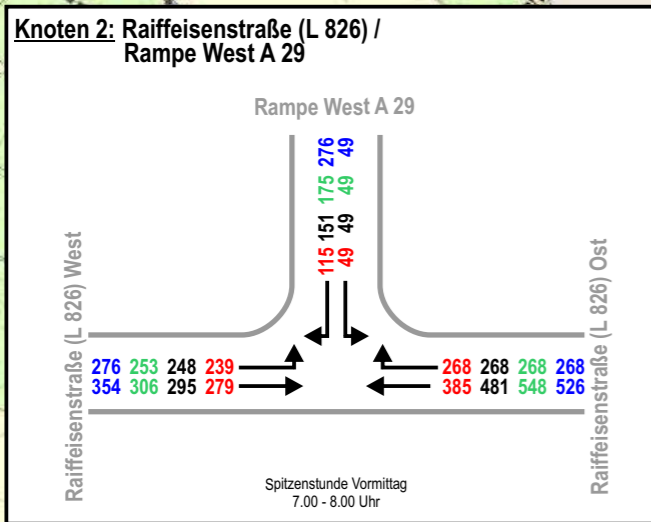 Knoten 2: Raiffeisenstraße (L 826) /
Rampe West A 29
Rampe West A 29
115 151 175 276
49 49 49 49
Raiffeisenstraße (L 826) West
276 253 248 239
354 306 295 279
268 268 268 268
385 481 548 526
Raiffeisenstraße (L 826) Ost
Spitzenstunde Vormittag
7.00 - 8.00 Uhr